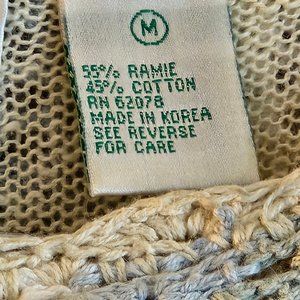 M
55% RAMIE
45% COTTON
RN 62078
MADE IN KOREA
SEE REVERSE
FOR CARE